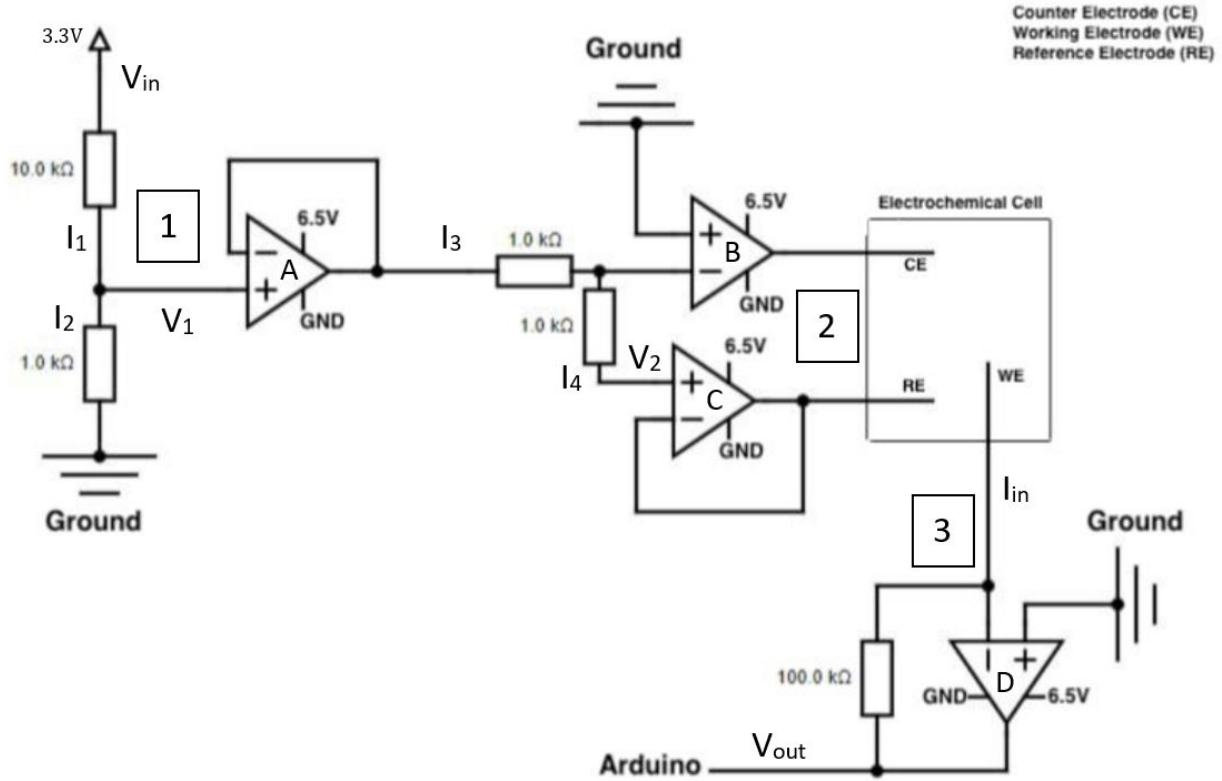 Counter Electrode (CE)
Working Electrode (WE)
Reference Electrode (RE)
3.3V
Vin
10.0 kΩ
I1
1
I2
V1
1.0 kΩ
Ground
6.5V
−
A
+
GND
I3
1.0 kΩ
1.0 kΩ
I4
V2
Ground
6.5V
+
B
−
GND
2
6.5V
+
C
−
GND
Electrochemical Cell
CE
RE
WE
Iin
3
Ground
100.0 kΩ
− +
D
GND
6.5V
Vout
Arduino